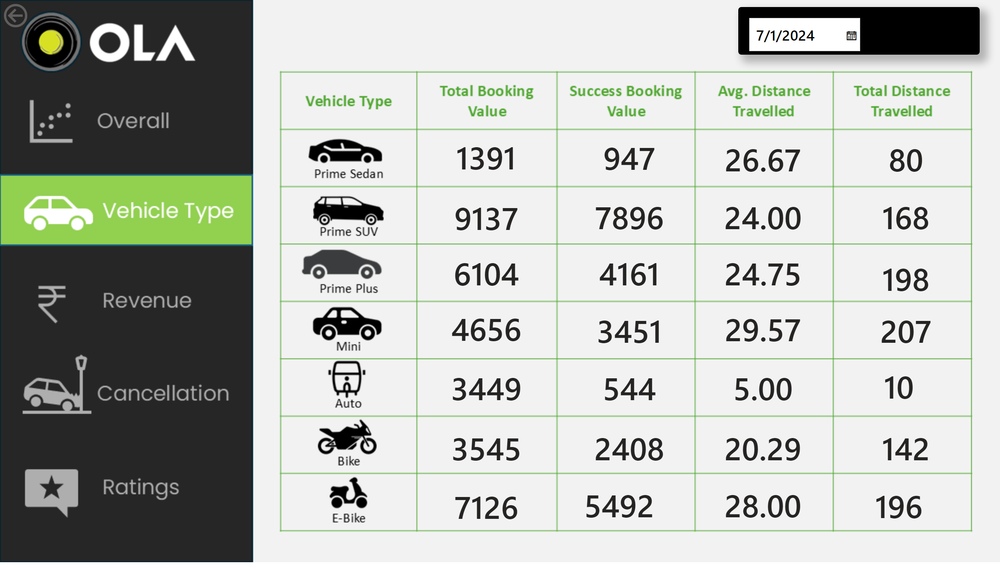 OLA
Overall
Vehicle Type
Revenue
Cancellation
Ratings
7/1/2024
Vehicle Type Total Booking Value Success Booking Value Avg. Distance Travelled Total Distance Travelled
Prime Sedan 1391 947 26.67 80
Prime SUV 9137 7896 24.00 168
Prime Plus 6104 4161 24.75 198
Mini 4656 3451 29.57 207
Auto 3449 544 5.00 10
Bike 3545 2408 20.29 142
E-Bike 7126 5492 28.00 196